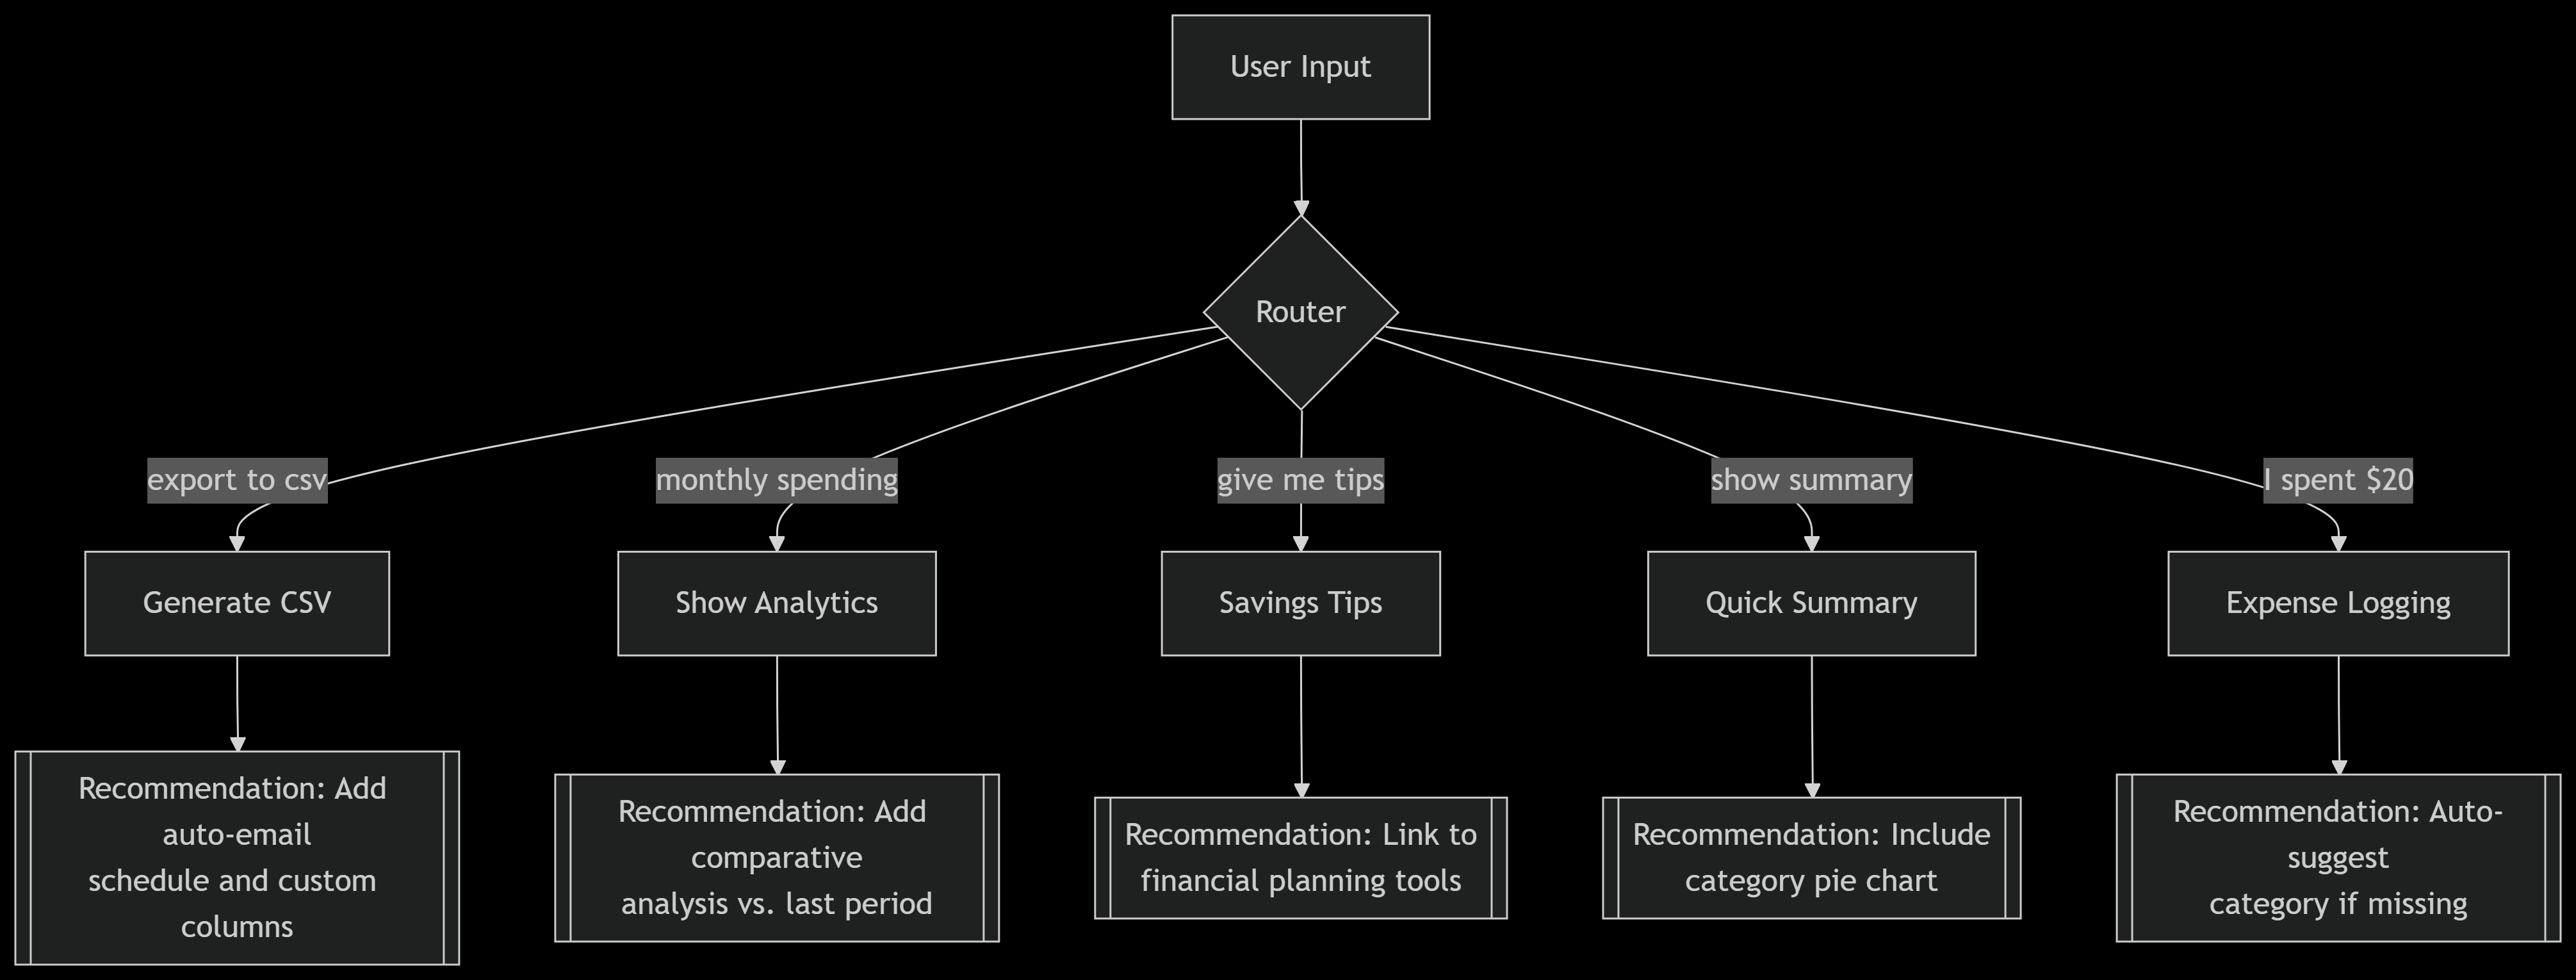 User Input
Router
export to csv
monthly spending
give me tips
show summary
I spent $20
Generate CSV
Show Analytics
Savings Tips
Quick Summary
Expense Logging
Recommendation: Add
auto-email
schedule and custom
columns
Recommendation: Add
comparative
analysis vs. last period
Recommendation: Link to
financial planning tools
Recommendation: Include
category pie chart
Recommendation: Auto-
suggest
category if missing